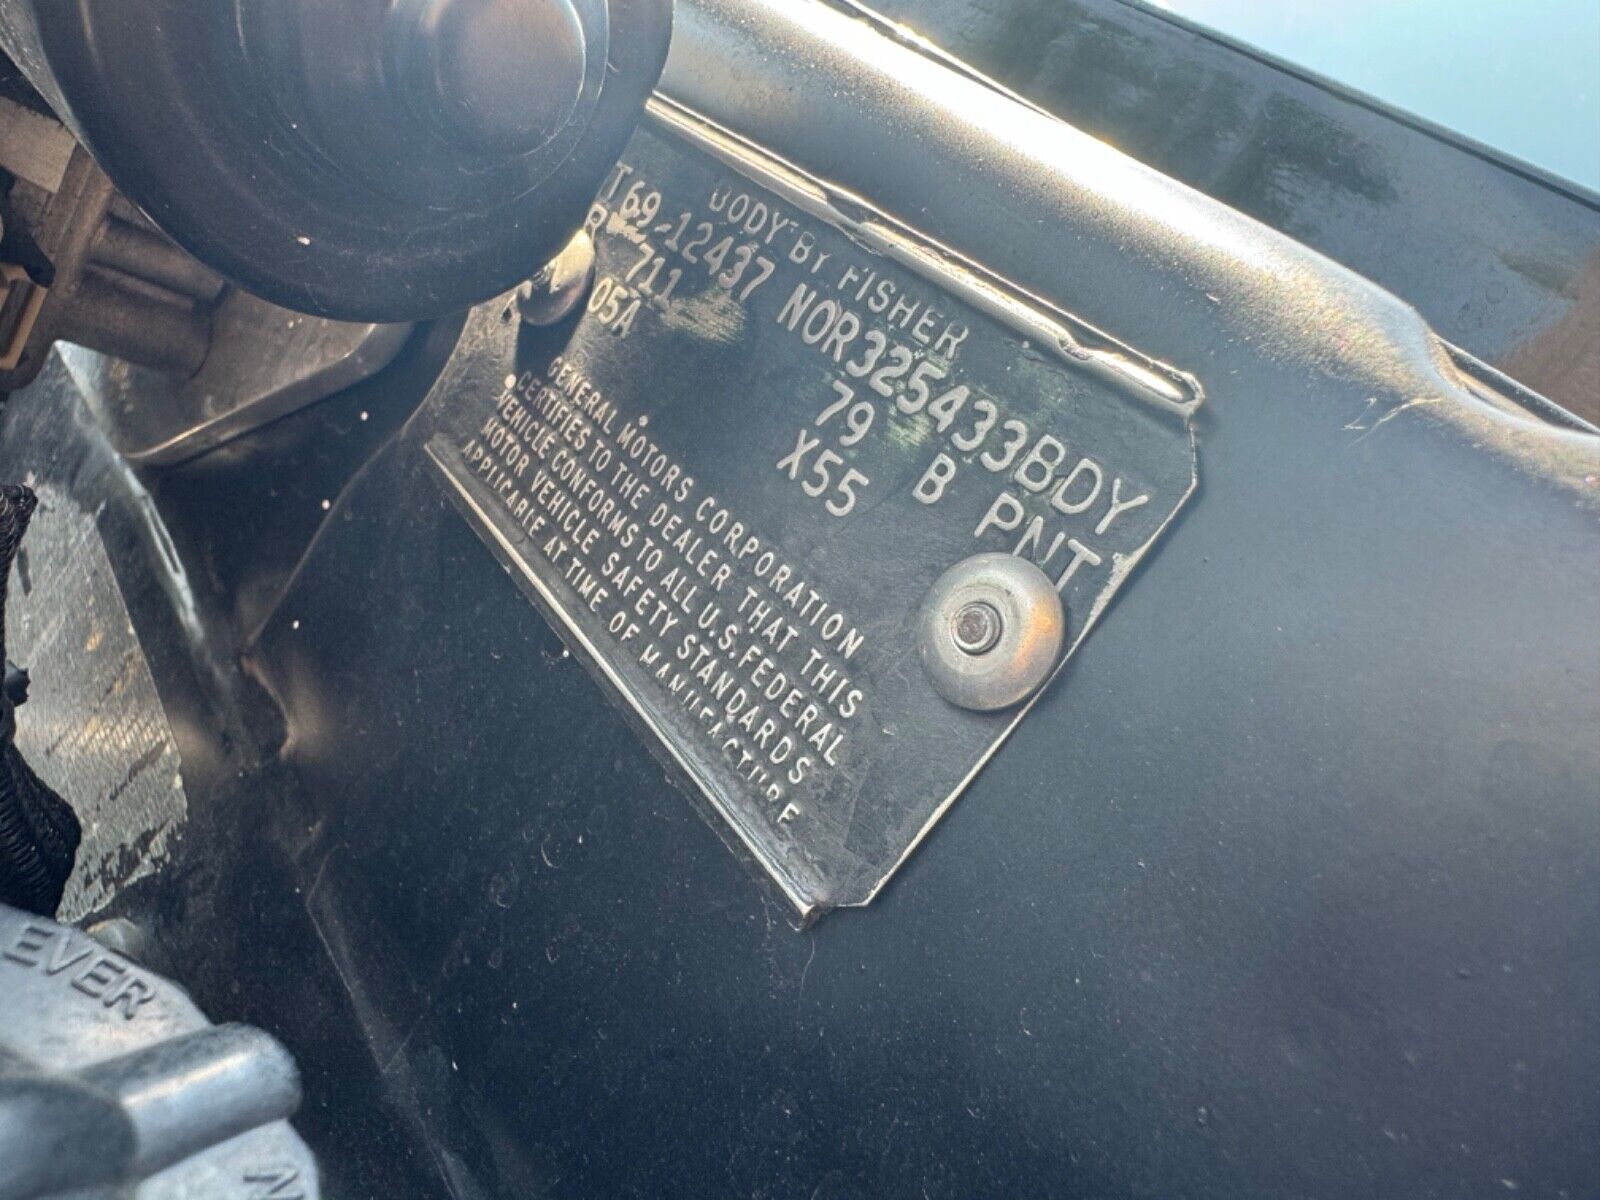 BODY BY FISHER
T 69-12437 NOR325433BDY
R 711 79 B PNT
05A X55
GENERAL MOTORS CORPORATION
CERTIFIES TO THE DEALER THAT THIS
VEHICLE CONFORMS TO ALL U.S. FEDERAL
MOTOR VEHICLE SAFETY STANDARDS
APPLICABLE AT TIME OF MANUFACTURE
EVER